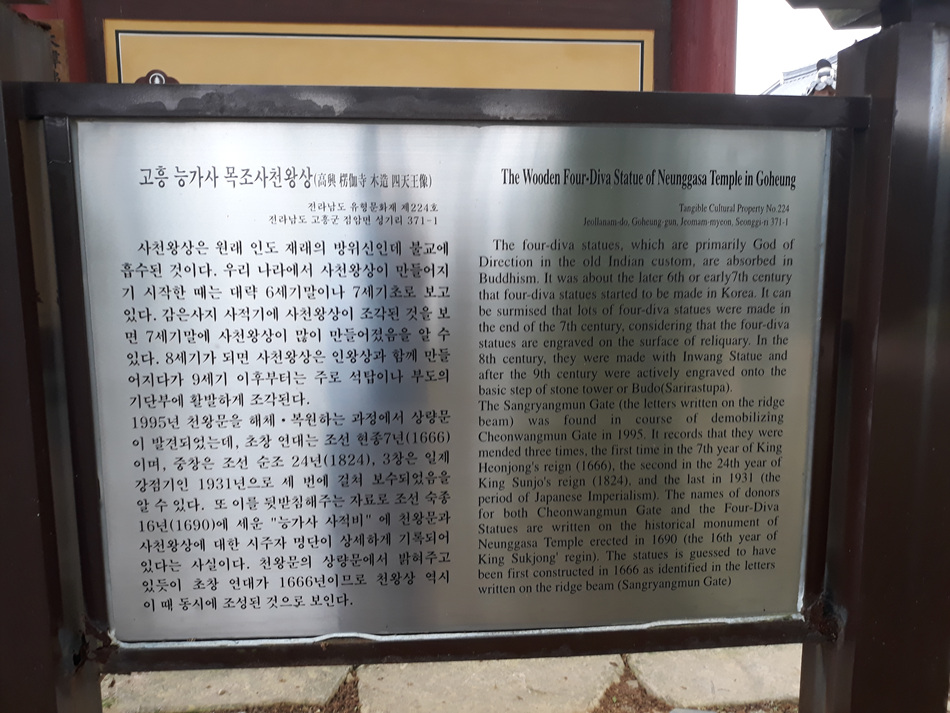 고흥 능가사 목조사천왕상(高興 楞伽寺 木造 四天王像)
전라남도 유형문화재 제224호
전라남도 고흥군 점암면 성기리 371-1
사천왕상은 원래 인도 재래의 방위신인데 불교에
흡수된 것이다. 우리 나라에서 사천왕상이 만들어지
기 시작한 때는 대략 6세기말이나 7세기초로 보고
있다. 감은사지 사적기에 사천왕상이 조각된 것을 보
면 7세기말에 사천왕상이 많이 만들어졌음을 알 수
있다. 8세기가 되면 사천왕상은 인왕상과 함께 만들
어지다가 9세기 이후부터는 주로 석탑이나 부도의
기단부에 활발하게 조각된다.
1995년 천왕문을 해체·복원하는 과정에서 상량문
이 발견되었는데, 초창 연대는 조선 현종7년(1666)
이며, 중창은 조선 순조 24년(1824), 3창은 일제
강점기인 1931년으로 세 번에 걸쳐 보수되었음을
알 수 있다. 또 이를 뒷받침해주는 자료로 조선 숙종
16년(1690)에 세운 "능가사 사적비" 에 천왕문과
사천왕상에 대한 시주자 명단이 상세하게 기록되어
있다는 사실이다. 천왕문의 상량문에서 밝혀주고
있듯이 초창 연대가 1666년이므로 천왕상 역시
이 때 동시에 조성된 것으로 보인다.
The Wooden Four-Diva Statue of Neunggasa Temple in Goheung
Tangible Cultural Property No.224
Jeollanam-do, Goheung-gun, Jeomam-myeon, Seonggi-ri 371-1
The four-diva statues, which are primarily God of
Direction in the old Indian custom, are absorbed in
Buddhism. It was about the later 6th or early7th century
that four-diva statues started to be made in Korea. It can
be surmised that lots of four-diva statues were made in
the end of the 7th century, considering that the four-diva
statues are engraved on the surface of reliquary. In the
8th century, they were made with Inwang Statue and
after the 9th century were actively engraved onto the
basic step of stone tower or Budo(Sarirastupa).
The Sangryangmun Gate (the letters written on the ridge
beam) was found in course of demobilizing
Cheonwangmun Gate in 1995. It records that they were
mended three times, the first time in the 7th year of King
Heonjong's reign (1666), the second in the 24th year of
King Sunjo's reign (1824), and the last in 1931 (the
period of Japanese Imperialism). The names of donors
for both Cheonwangmun Gate and the Four-Diva
Statues are written on the historical monument of
Neunggasa Temple erected in 1690 (the 16th year of
King Sukjong' regin). The statues is guessed to have
been first constructed in 1666 as identified in the letters
written on the ridge beam (Sangryangmun Gate)